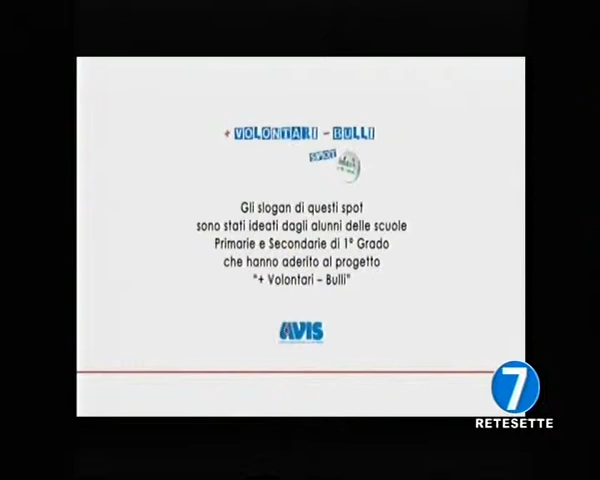 + VOLONTARI - BULLI
SPOT
Gli slogan di questi spot
sono stati ideati dagli alunni delle scuole
Primarie e Secondarie di 1° Grado
che hanno aderito al progetto
"+ Volontari – Bulli"
AVIS
7
RETESETTE